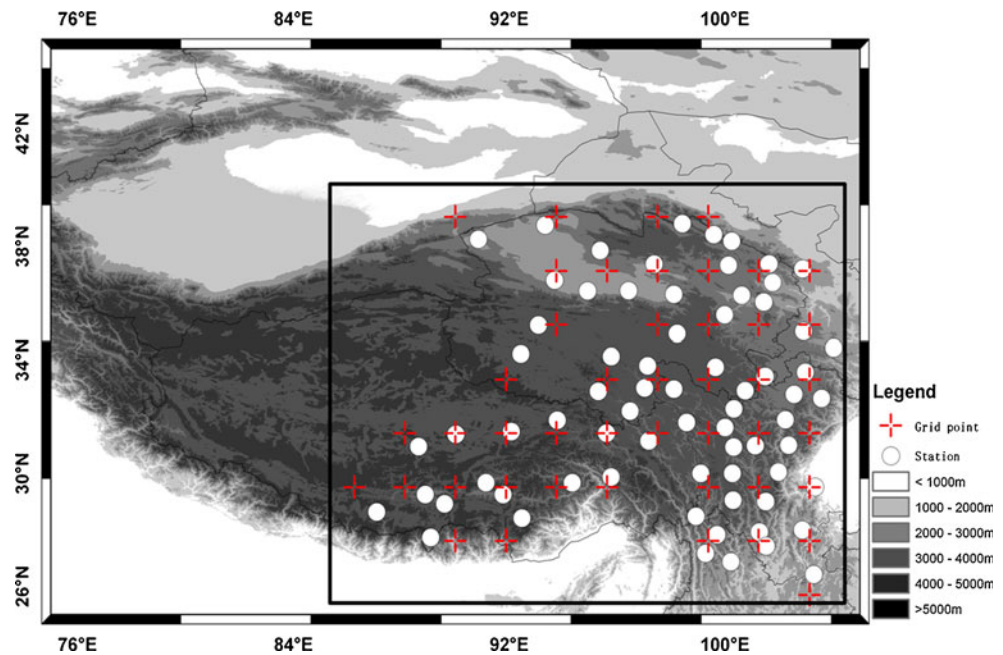 76°E 84°E 92°E 100°E
42°N
38°N
34°N
30°N
26°N
Legend
Grid point
Station
< 1000m
1000 - 2000m
2000 - 3000m
3000 - 4000m
4000 - 5000m
>5000m
76°E 84°E 92°E 100°E